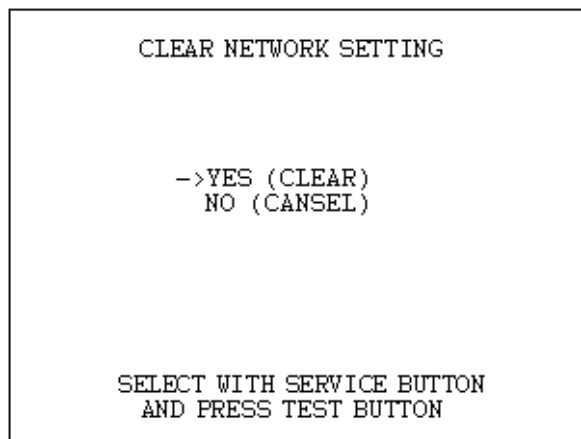 CLEAR NETWORK SETTING
->YES (CLEAR)
NO (CANSEL)
SELECT WITH SERVICE BUTTON
AND PRESS TEST BUTTON